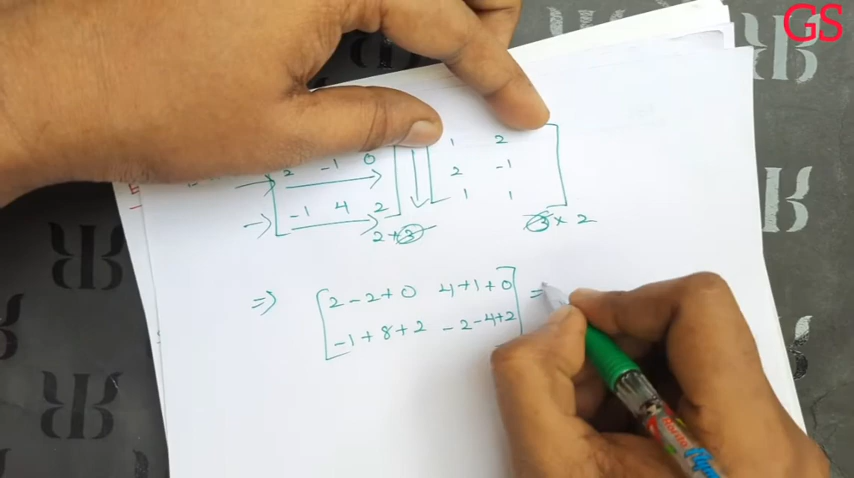 GS
2 -1 0 1 2
2 -1
-1 4 2 1 1
2 × 3 3 × 2
⇒ [ 2-2+0 4+1+0 ] =
[ -1+8+2 -2-4+2 ]